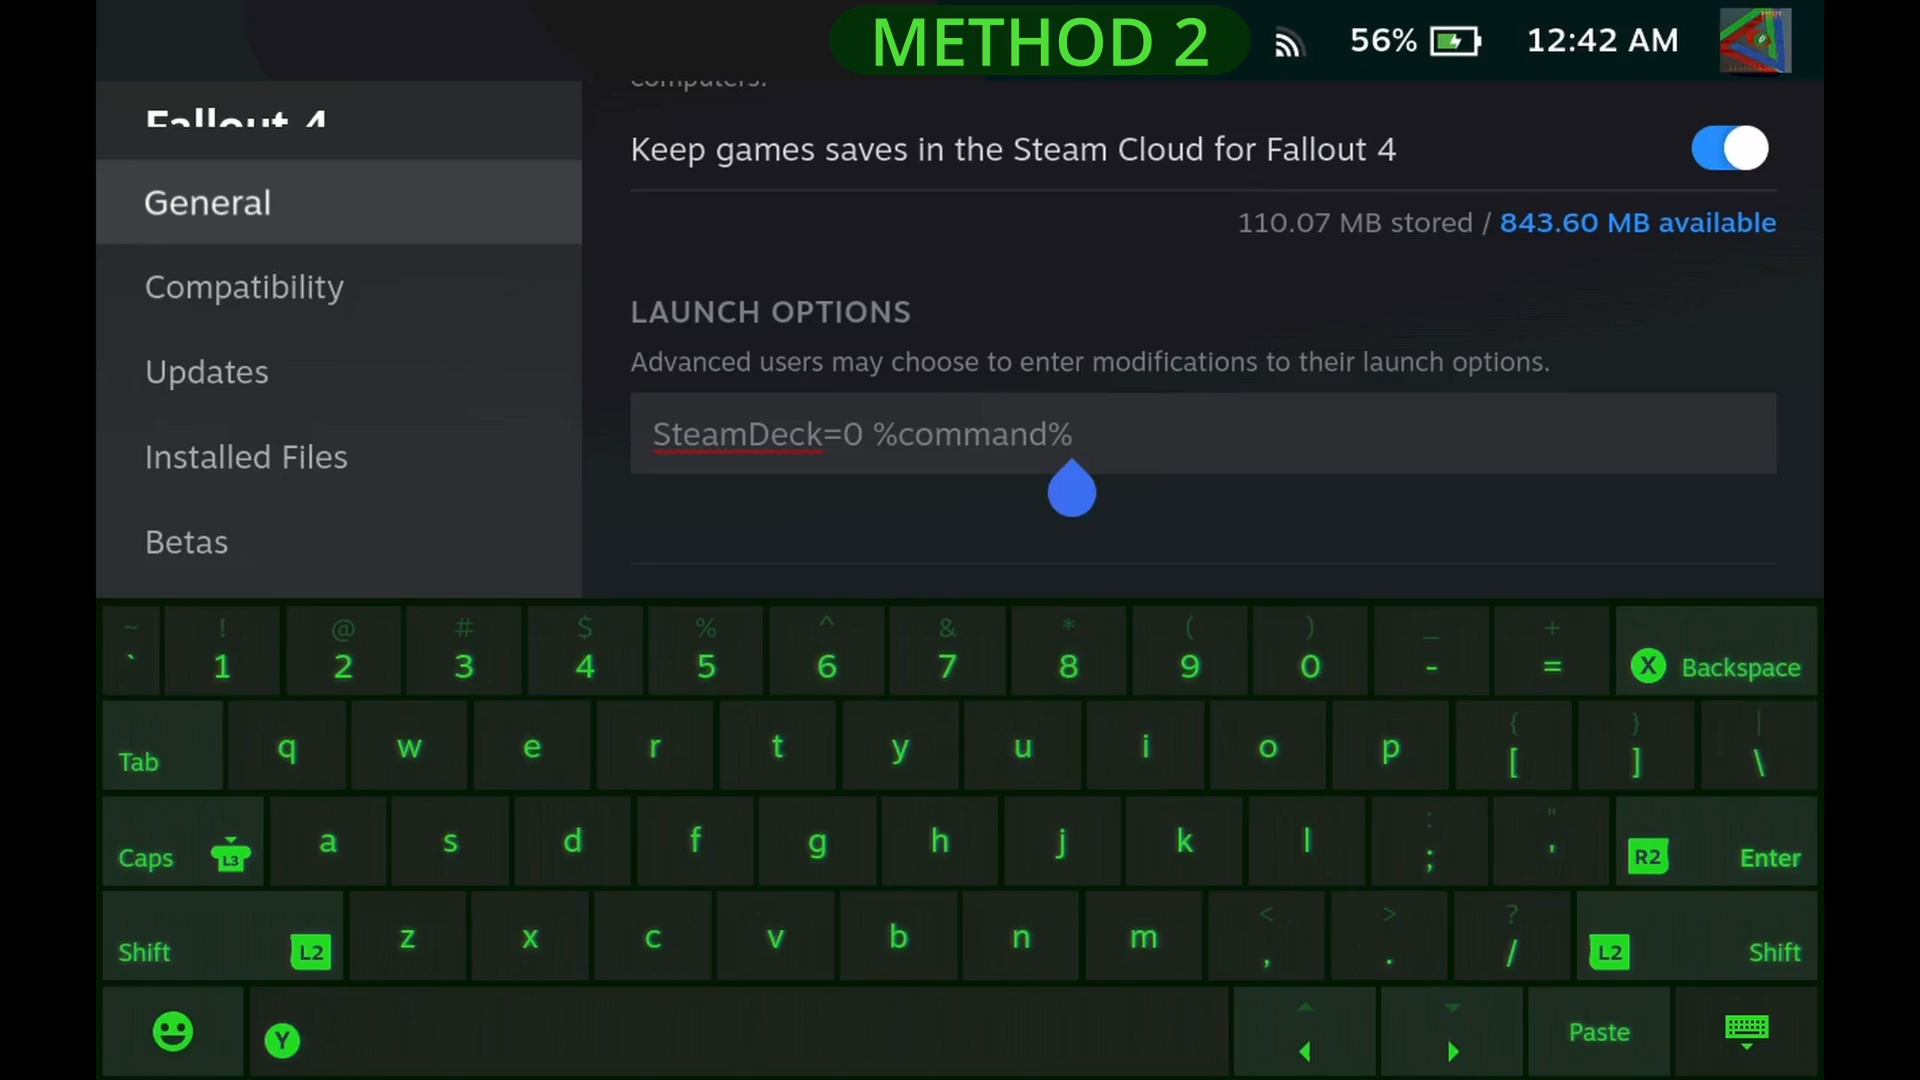 METHOD 2
56%
12:42 AM
computers.
Fallout 4
General
Compatibility
Updates
Installed Files
Betas
Keep games saves in the Steam Cloud for Fallout 4
110.07 MB stored / 843.60 MB available
LAUNCH OPTIONS
Advanced users may choose to enter modifications to their launch options.
SteamDeck=0 %command%
~ ! @ # $ % ^ & * ( ) _ +
` 1 2 3 4 5 6 7 8 9 0 - = X Backspace
{ } |
Tab q w e r t y u i o p [ ] \
: "
Caps L3 a s d f g h j k l ; ' R2 Enter
< > ?
Shift L2 z x c v b n m , . / L2 Shift
Y Paste